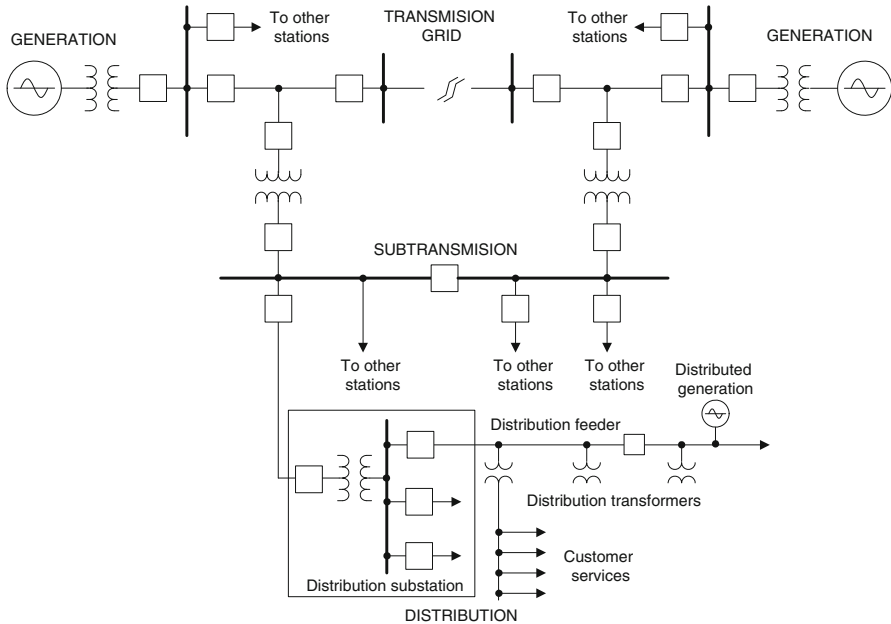 To other
stations
TRANSMISION
GRID
To other
stations
GENERATION
GENERATION
SUBTRANSMISION
To other
stations
To other
stations
To other
stations
Distributed
generation
Distribution feeder
Distribution transformers
Customer
services
Distribution substation
DISTRIBUTION